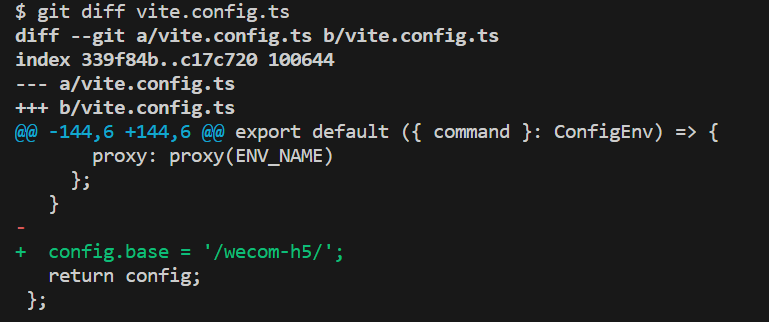 $ git diff vite.config.ts
diff --git a/vite.config.ts b/vite.config.ts
index 339f84b..c17c720 100644
--- a/vite.config.ts
+++ b/vite.config.ts
@@ -144,6 +144,6 @@ export default ({ command }: ConfigEnv) => {
       proxy: proxy(ENV_NAME)
     };
   }
-
+  config.base = '/wecom-h5/';
   return config;
 };